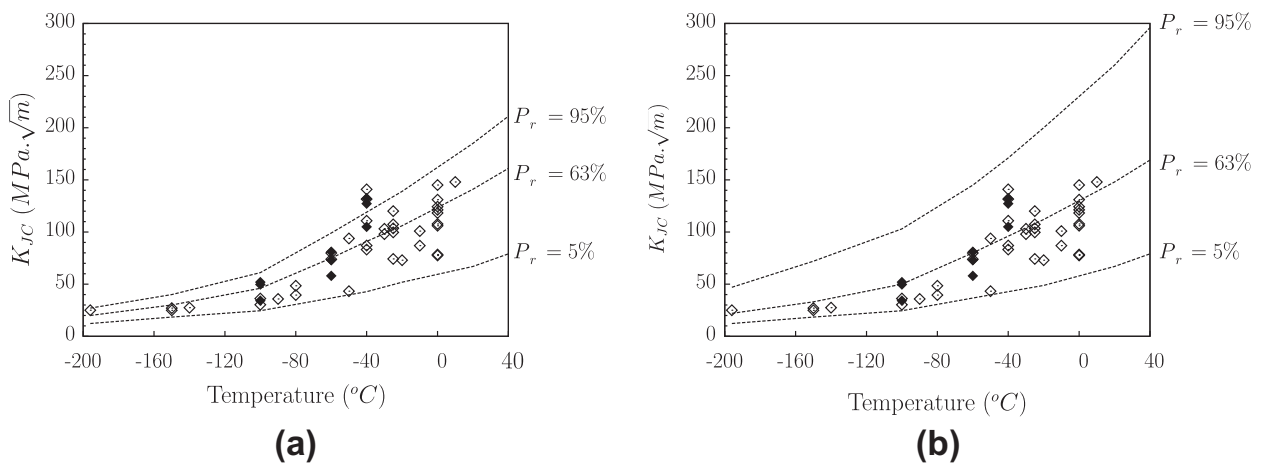 300
250
200
150
100
50
0
K_JC (MPa.√m)
-200 -160 -120 -80 -40 0 40
Temperature (°C)
P_r = 95%
P_r = 63%
P_r = 5%
(a)
300
250
200
150
100
50
0
K_JC (MPa.√m)
-200 -160 -120 -80 -40 0 40
Temperature (°C)
P_r = 95%
P_r = 63%
P_r = 5%
(b)